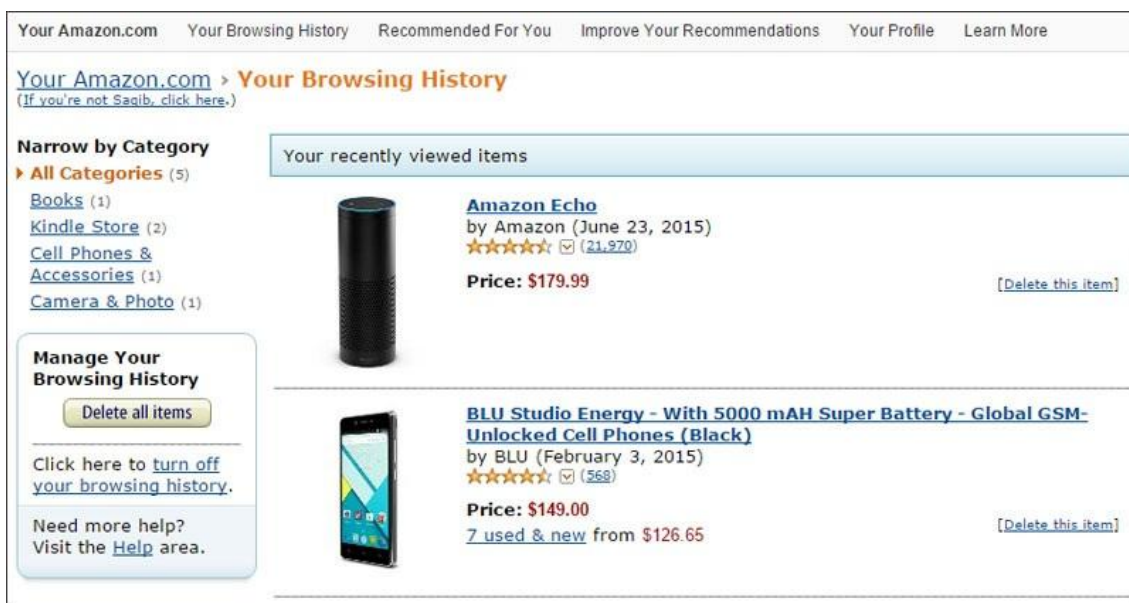 Your Amazon.com Your Browsing History Recommended For You Improve Your Recommendations Your Profile Learn More
Your Amazon.com › Your Browsing History
(If you're not Saqib, click here.)
Narrow by Category
All Categories (5)
Books (1)
Kindle Store (2)
Cell Phones &
Accessories (1)
Camera & Photo (1)
Manage Your
Browsing History
Delete all items
Click here to turn off
your browsing history.
Need more help?
Visit the Help area.
Your recently viewed items
Amazon Echo
by Amazon (June 23, 2015)
(21,970)
Price: $179.99
[Delete this item]
BLU Studio Energy - With 5000 mAH Super Battery - Global GSM-
Unlocked Cell Phones (Black)
by BLU (February 3, 2015)
(568)
Price: $149.00
7 used & new from $126.65
[Delete this item]